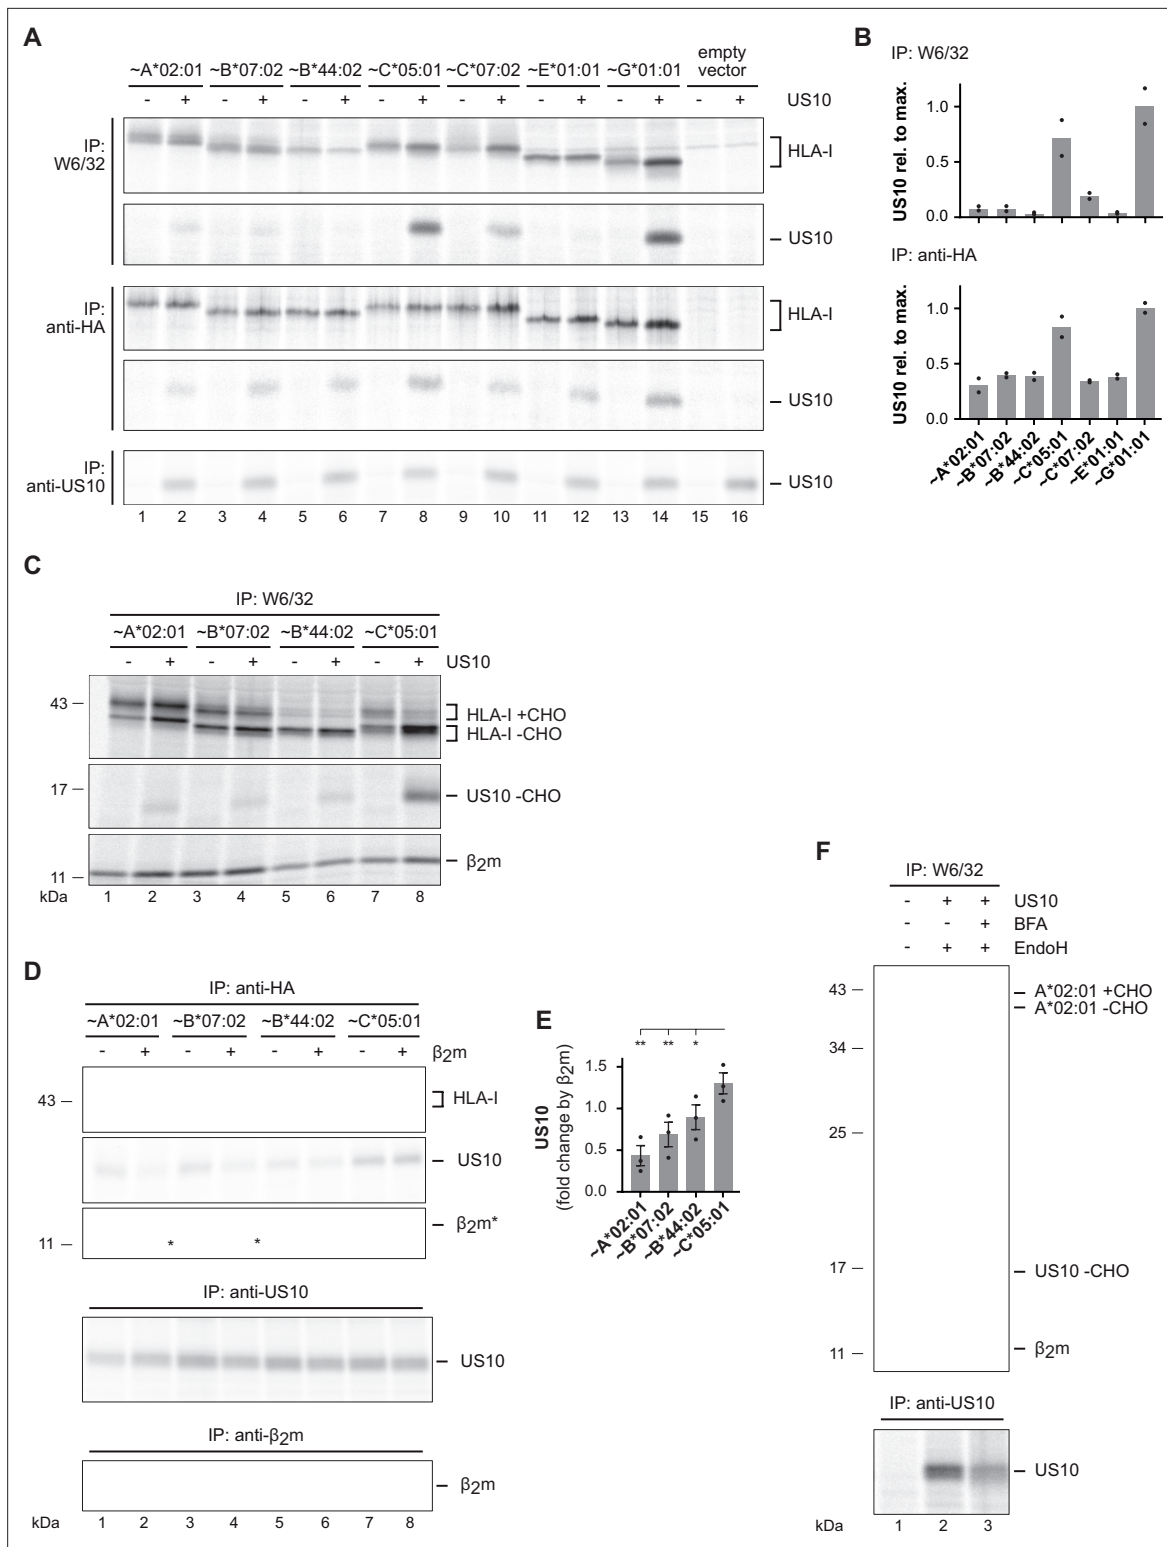 A
~A*02:01 ~B*07:02 ~B*44:02 ~C*05:01 ~C*07:02 ~E*01:01 ~G*01:01 empty vector
- + - + - + - + - + - + - + - + US10
IP: W6/32
HLA-I
US10
IP: anti-HA
HLA-I
US10
IP: anti-US10
US10
1 2 3 4 5 6 7 8 9 10 11 12 13 14 15 16
B
IP: W6/32
US10 rel. to max.
1.0
0.5
0.0
IP: anti-HA
US10 rel. to max.
1.0
0.5
0.0
~A*02:01 ~B*07:02 ~B*44:02 ~C*05:01 ~C*07:02 ~E*01:01 ~G*01:01
C
IP: W6/32
~A*02:01 ~B*07:02 ~B*44:02 ~C*05:01
- + - + - + - + US10
43
HLA-I +CHO
HLA-I -CHO
17
US10 -CHO
β2m
11
kDa 1 2 3 4 5 6 7 8
D
IP: anti-HA
~A*02:01 ~B*07:02 ~B*44:02 ~C*05:01
- + - + - + - + β2m
43
HLA-I
US10
β2m*
11 * *
IP: anti-US10
US10
IP: anti-β2m
β2m
kDa 1 2 3 4 5 6 7 8
E
** ** *
US10
(fold change by β2m)
1.5
1.0
0.5
0.0
~A*02:01 ~B*07:02 ~B*44:02 ~C*05:01
F
IP: W6/32
- + + US10
- - + BFA
- + + EndoH
43
A*02:01 +CHO
A*02:01 -CHO
34
25
17
US10 -CHO
β2m
11
IP: anti-US10
US10
kDa 1 2 3